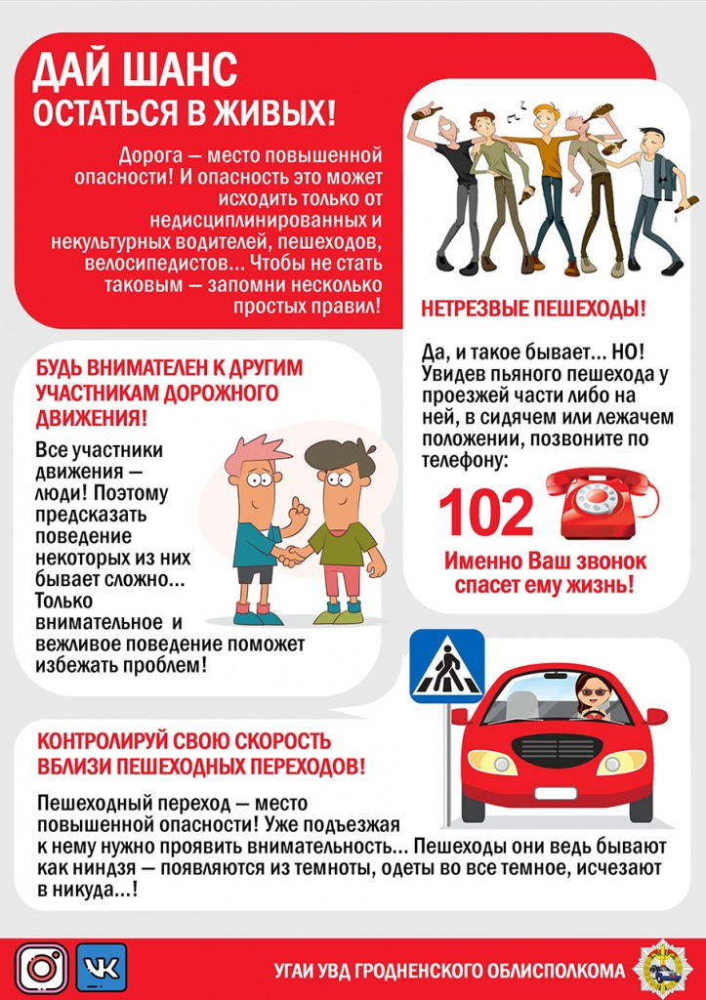 ДАЙ ШАНС
ОСТАТЬСЯ В ЖИВЫХ!
Дорога — место повышенной
опасности! И опасность это может
исходить только от
недисциплинированных и
некультурных водителей, пешеходов,
велосипедистов... Чтобы не стать
таковым — запомни несколько
простых правил!
НЕТРЕЗВЫЕ ПЕШЕХОДЫ!
Да, и такое бывает... НО!
Увидев пьяного пешехода у
проезжей части либо на
ней, в сидячем или лежачем
положении, позвоните по
телефону:
102
Именно Ваш звонок
спасет ему жизнь!
БУДЬ ВНИМАТЕЛЕН К ДРУГИМ
УЧАСТНИКАМ ДОРОЖНОГО
ДВИЖЕНИЯ!
Все участники
движения —
люди! Поэтому
предсказать
поведение
некоторых из них
бывает сложно...
Только
внимательное и
вежливое поведение поможет
избежать проблем!
КОНТРОЛИРУЙ СВОЮ СКОРОСТЬ
ВБЛИЗИ ПЕШЕХОДНЫХ ПЕРЕХОДОВ!
Пешеходный переход — место
повышенной опасности! Уже подъезжая
к нему нужно проявить внимательность... Пешеходы они ведь бывают
как ниндзя — появляются из темноты, одеты во все темное, исчезают
в никуда...!
УГАИ УВД ГРОДНЕНСКОГО ОБЛИСПОЛКОМА